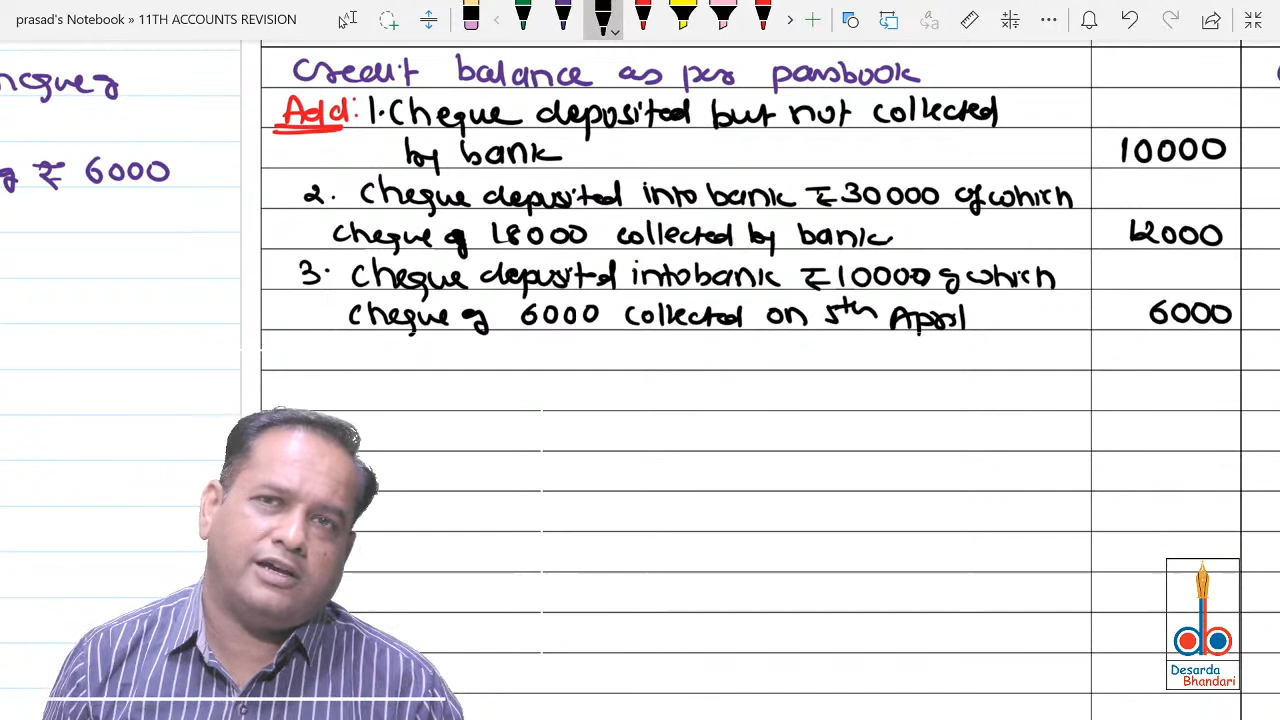 prasad's Notebook » 11TH ACCOUNTS REVISION
Credit balance as per passbook
Add: 1. Cheque deposited but not collected
by bank 10000
2. Cheque deposited into bank ₹ 30000 of which
cheque of 18000 collected by bank 12000
3. Cheque deposited into bank ₹ 10000 of which
cheque of 6000 collected on 5th April 6000
₹ 6000
Desarda
Bhandari